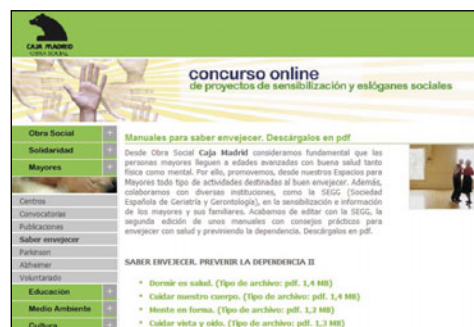 CAJA MADRID
OBRA SOCIAL
concurso online
de proyectos de sensibilización y eslóganes sociales
Obra Social
Solidaridad
Mayores
Centros
Convocatorias
Publicaciones
Saber envejecer
Parkinson
Alzheimer
Voluntariado
Educación
Medio Ambiente
Cultura
Manuales para saber envejecer. Descárgalos en pdf
Desde Obra Social Caja Madrid consideramos fundamental que las
personas mayores lleguen a edades avanzadas con buena salud tanto
física como mental. Por ello, promovemos, desde nuestros Espacios para
Mayores todo tipo de actividades destinadas al buen envejecer. Además,
colaboramos con diversas instituciones, como la SEGG (Sociedad
Española de Geriatría y Gerontología), en la sensibilización e información
de los mayores y sus familiares. Acabamos de editar con la SEGG, la
segunda edición de unos manuales con consejos prácticos para
envejecer con salud y previniendo la dependencia. Descárgalos en pdf.
SABER ENVEJECER. PREVENIR LA DEPENDENCIA II
Dormir es salud. (Tipo de archivo: pdf. 1,4 MB)
Cuidar nuestro cuerpo. (Tipo de archivo: pdf. 1,4 MB)
Mente en forma. (Tipo de archivo: pdf. 1,2 MB)
Cuidar vista y oído. (Tipo de archivo: pdf. 1,3 MB)